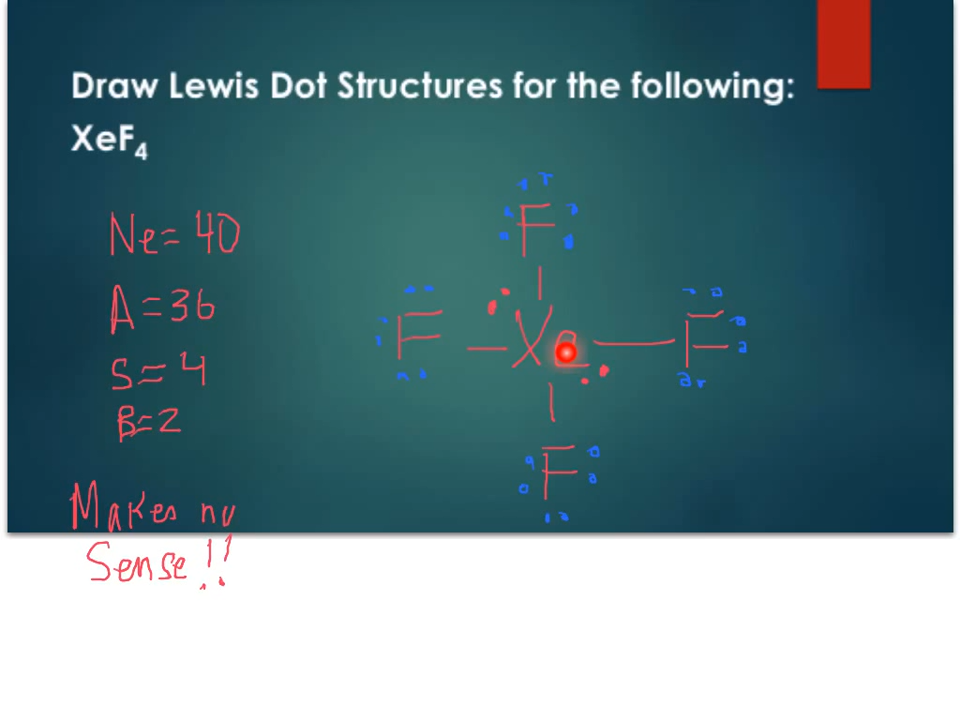 Draw Lewis Dot Structures for the following:
XeF₄
Ne = 40
A = 36
S = 4
B = 2
Makes no
Sense!!
F
F Xe F
F